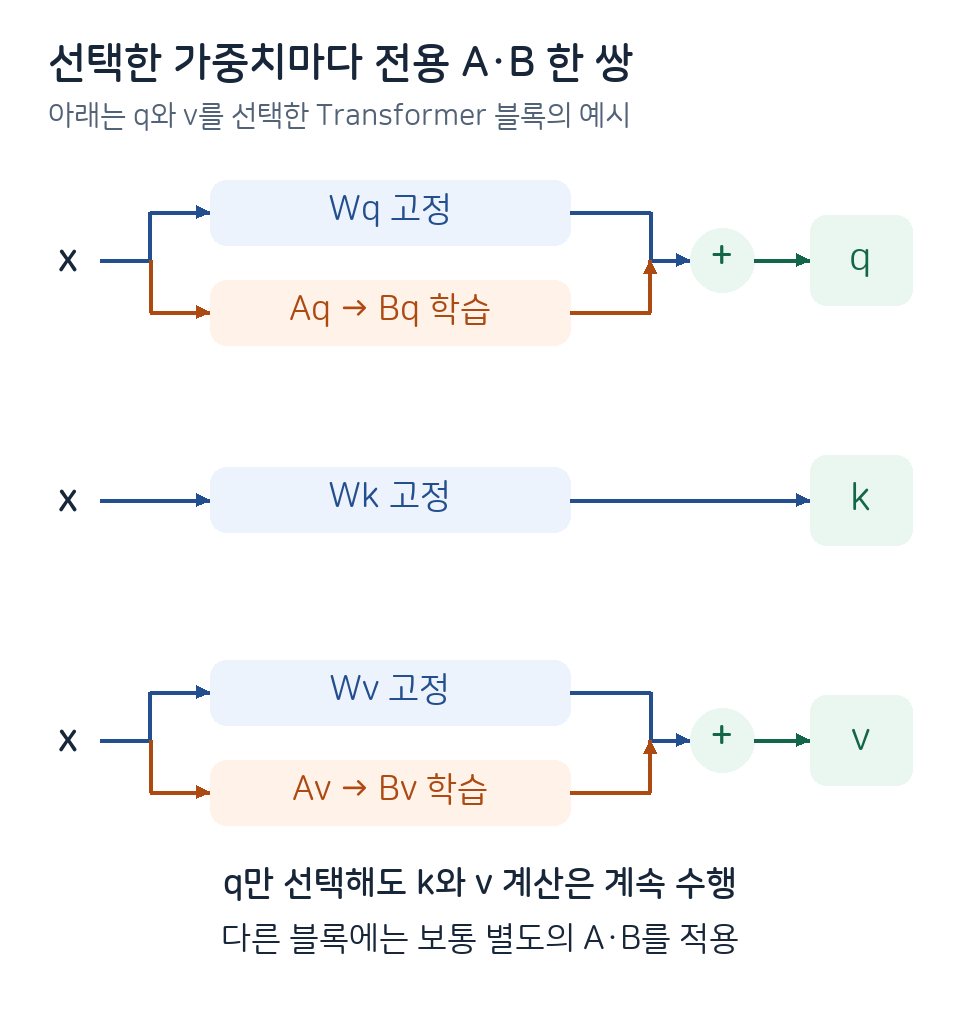 선택한 가중치마다 전용 A·B 한 쌍
아래는 q와 v를 선택한 Transformer 블록의 예시
Wq 고정
x
+
q
Aq → Bq 학습
x
Wk 고정
k
Wv 고정
x
+
v
Av → Bv 학습
q만 선택해도 k와 v 계산은 계속 수행
다른 블록에는 보통 별도의 A·B를 적용